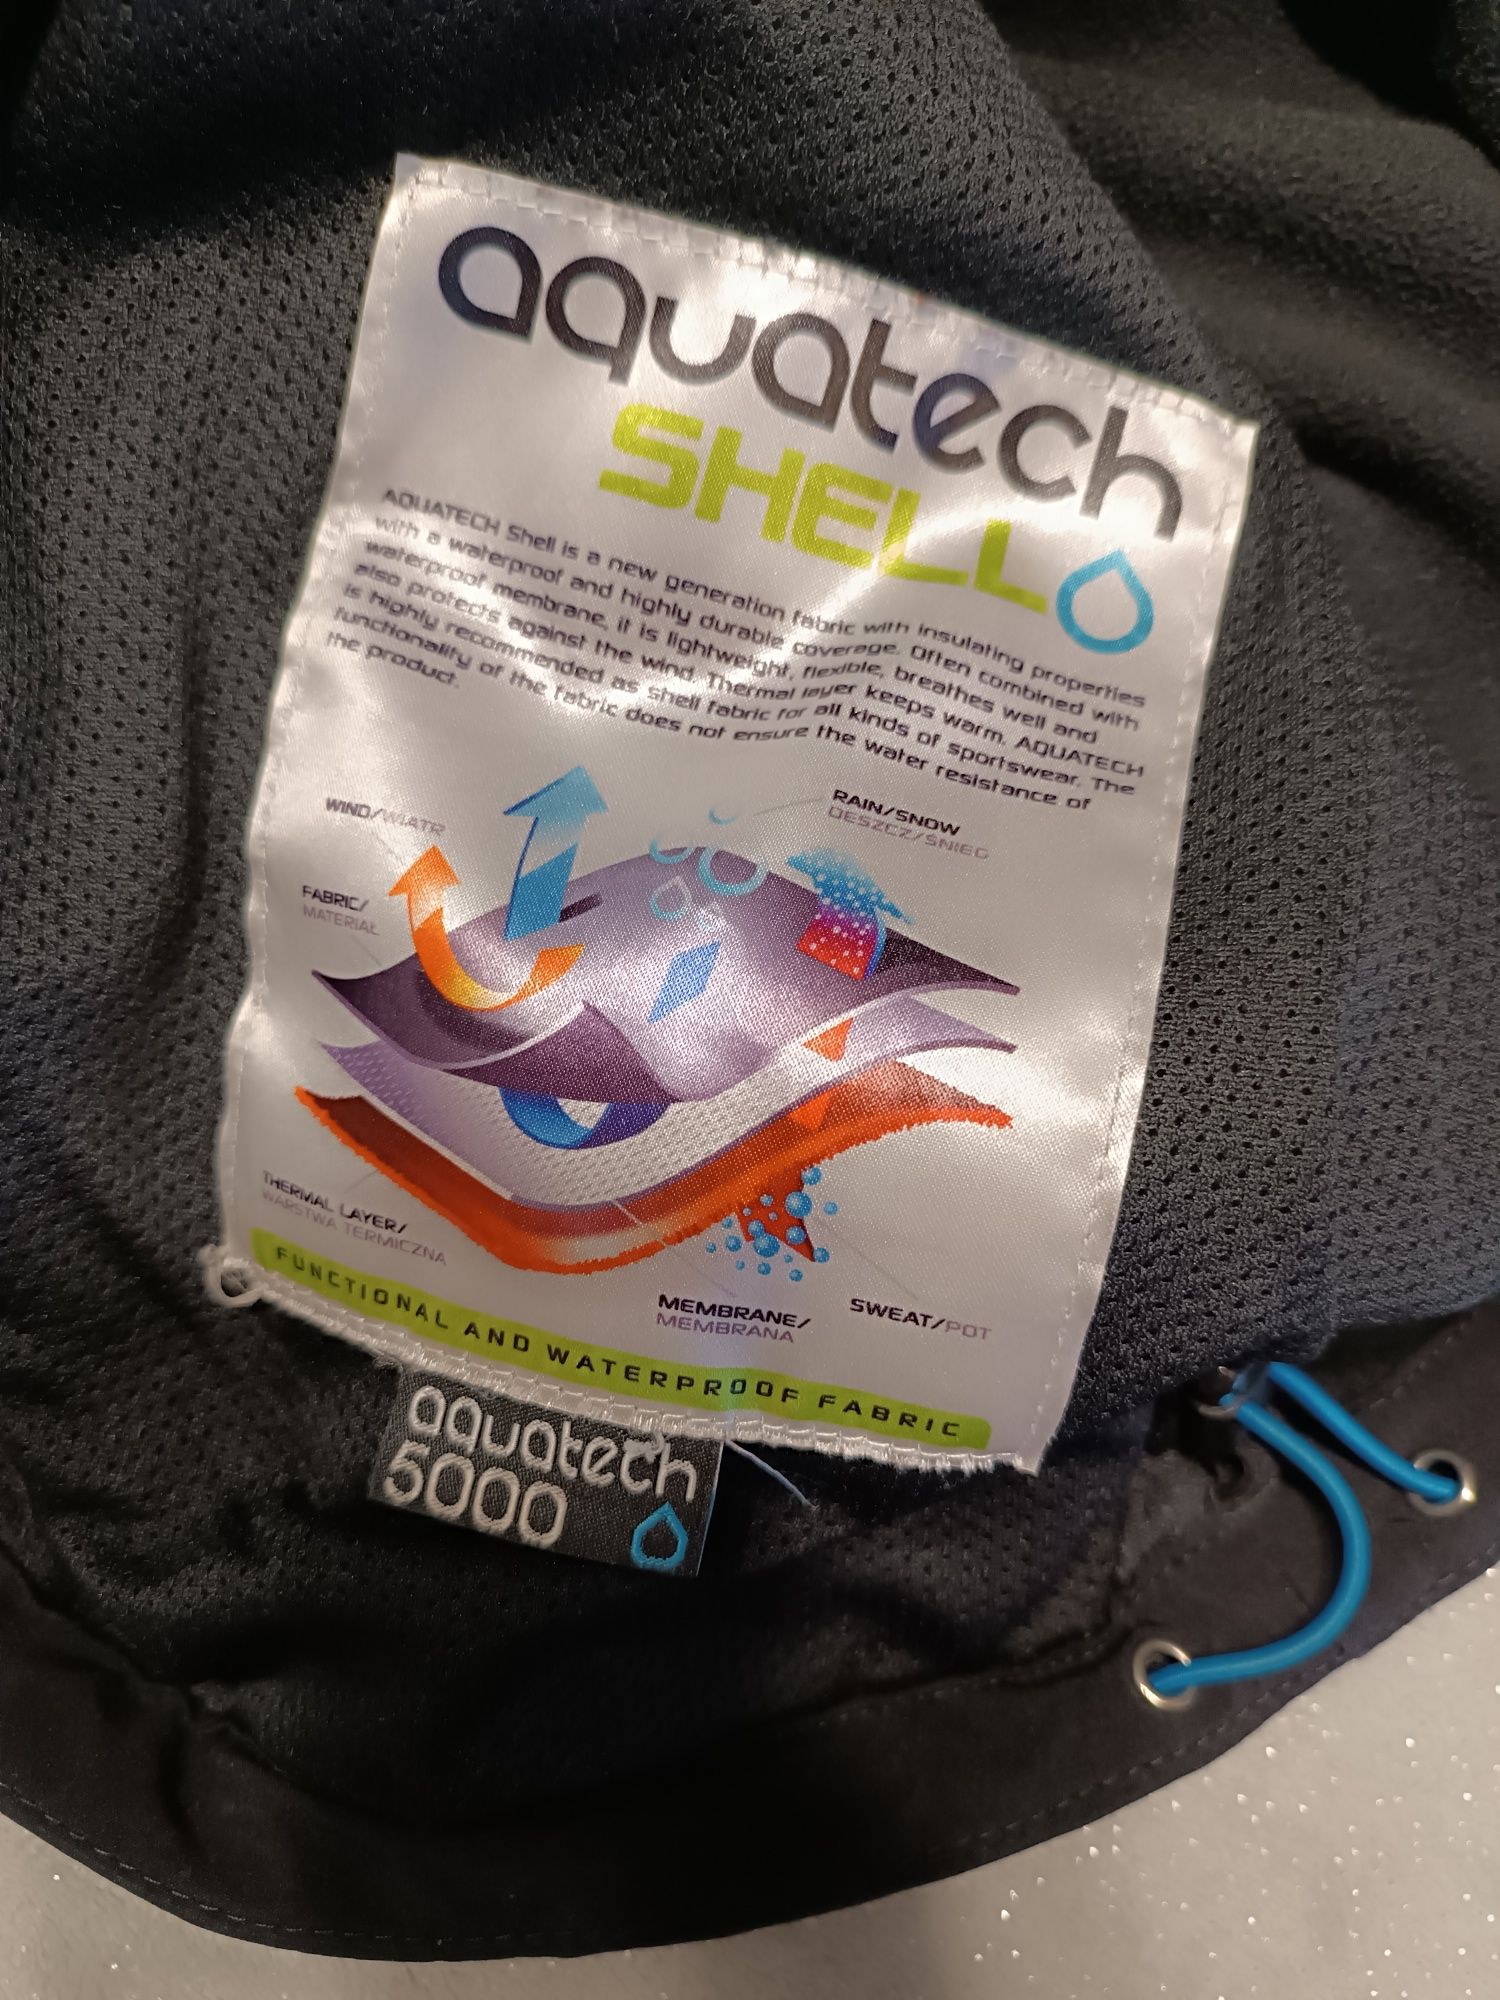 aquatech
SHELL
AQUATECH Shell is a new generation fabric with insulating properties
with a waterproof and highly durable coverage. Often combined with
waterproof membrane, it is lightweight, flexible, breathes well and
also protects against the wind. Thermal layer keeps warm. AQUATECH
is highly recommended as shell fabric for all kinds of sportswear. The
functionality of the fabric does not ensure the water resistance of
the product.
WIND/WIATR
RAIN/SNOW
DESZCZ/ŚNIEG
FABRIC/
MATERIAŁ
THERMAL LAYER/
WARSTWA TERMICZNA
MEMBRANE/
MEMBRANA
SWEAT/POT
FUNCTIONAL AND WATERPROOF FABRIC
aquatech
5000